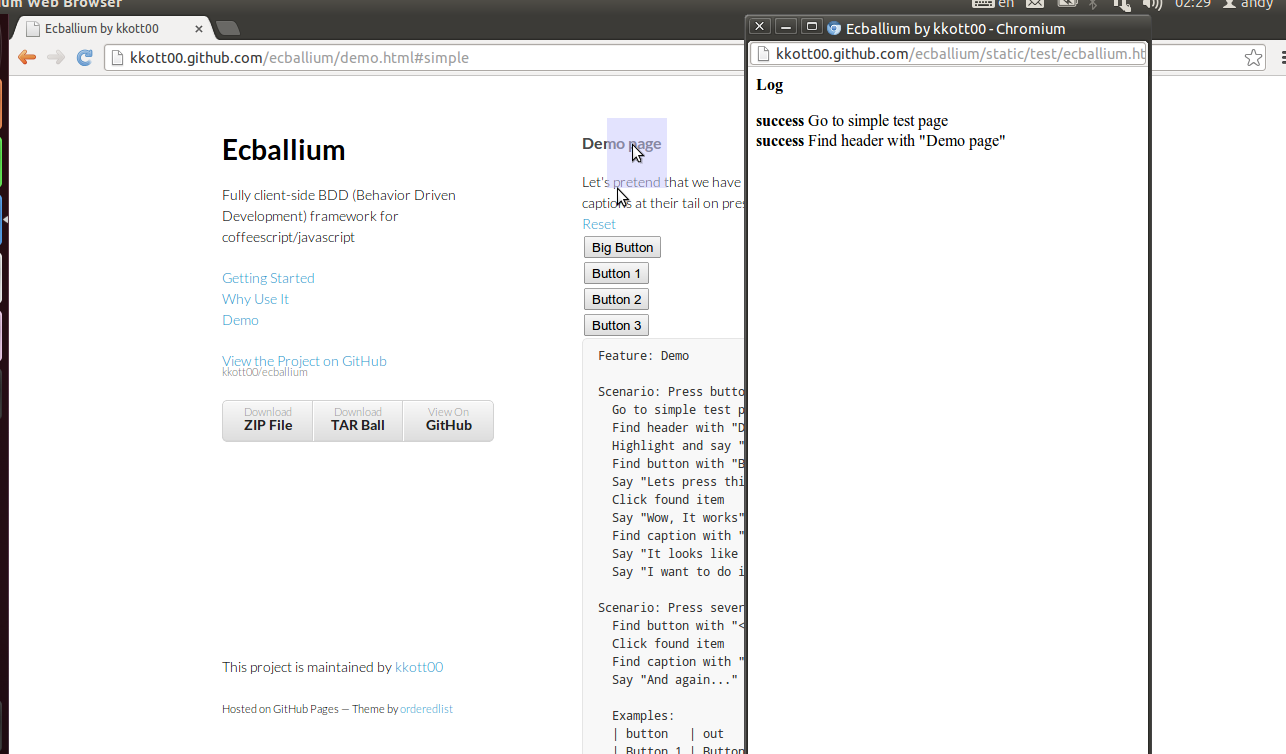 um Web Browser
en
02:29
andy
Ecballium by kkott00
kkott00.github.com/ecballium/demo.html#simple
Ecballium
Fully client-side BDD (Behavior Driven
Development) framework for
coffeescript/javascript
Getting Started
Why Use It
Demo
View the Project on GitHub
kkott00/ecballium
Download
ZIP File
Download
TAR Ball
View On
GitHub
This project is maintained by kkott00
Hosted on GitHub Pages — Theme by orderedlist
Demo page
Let's pretend that we have
captions at their tail on pres
Reset
Big Button
Button 1
Button 2
Button 3
Feature: Demo
Scenario: Press butto
Go to simple test p
Find header with "D
Highlight and say "
Find button with "B
Say "Lets press thi
Click found item
Say "Wow, It works"
Find caption with "
Say "It looks like
Say "I want to do i
Scenario: Press sever
Find button with "<
Click found item
Find caption with "
Say "And again..."
Examples:
| button | out
| Button 1 | Button
Ecballium by kkott00 - Chromium
kkott00.github.com/ecballium/static/test/ecballium.ht
Log
success Go to simple test page
success Find header with "Demo page"